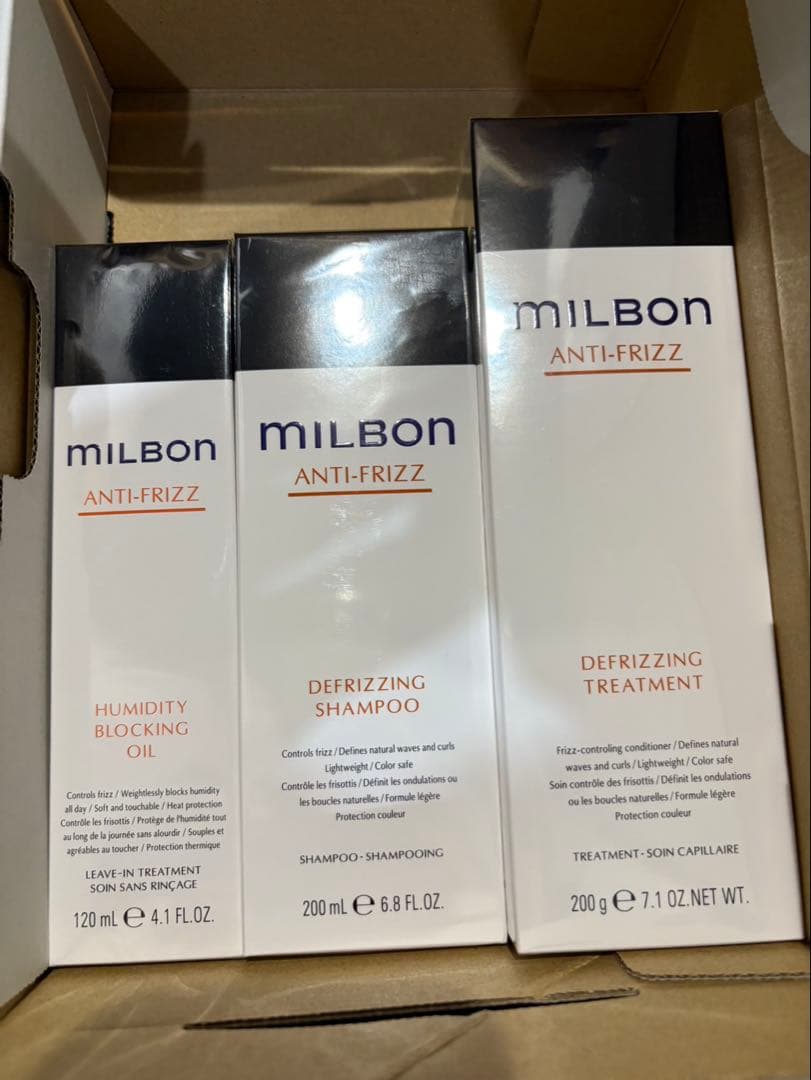 MILBON
ANTI-FRIZZ
HUMIDITY
BLOCKING
OIL
Controls frizz / Weightlessly blocks humidity
all day / Soft and touchable / Heat protection
Contrôle les frisottis / Protège de l'humidité tout
au long de la journée sans alourdir / Souples et
agréables au toucher / Protection thermique
LEAVE-IN TREATMENT
SOIN SANS RINÇAGE
120 mL ℮ 4.1 FL.OZ.
MILBON
ANTI-FRIZZ
DEFRIZZING
SHAMPOO
Controls frizz / Defines natural waves and curls
Lightweight / Color safe
Contrôle les frisottis / Définit les ondulations ou
les boucles naturelles / Formule légère
Protection couleur
SHAMPOO - SHAMPOOING
200 mL ℮ 6.8 FL.OZ.
MILBON
ANTI-FRIZZ
DEFRIZZING
TREATMENT
Frizz-controling conditioner / Defines natural
waves and curls / Lightweight / Color safe
Soin contrôle des frisottis / Définit les ondulations
ou les boucles naturelles / Formule légère
Protection couleur
TREATMENT - SOIN CAPILLAIRE
200 g ℮ 7.1 OZ.NET WT.